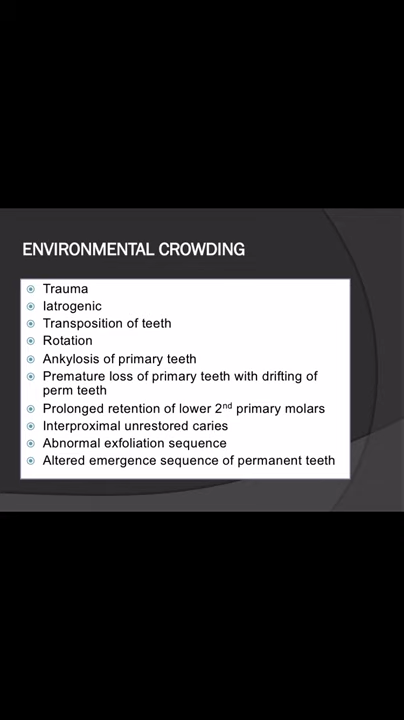 ENVIRONMENTAL CROWDING
Trauma
Iatrogenic
Transposition of teeth
Rotation
Ankylosis of primary teeth
Premature loss of primary teeth with drifting of
perm teeth
Prolonged retention of lower 2nd primary molars
Interproximal unrestored caries
Abnormal exfoliation sequence
Altered emergence sequence of permanent teeth